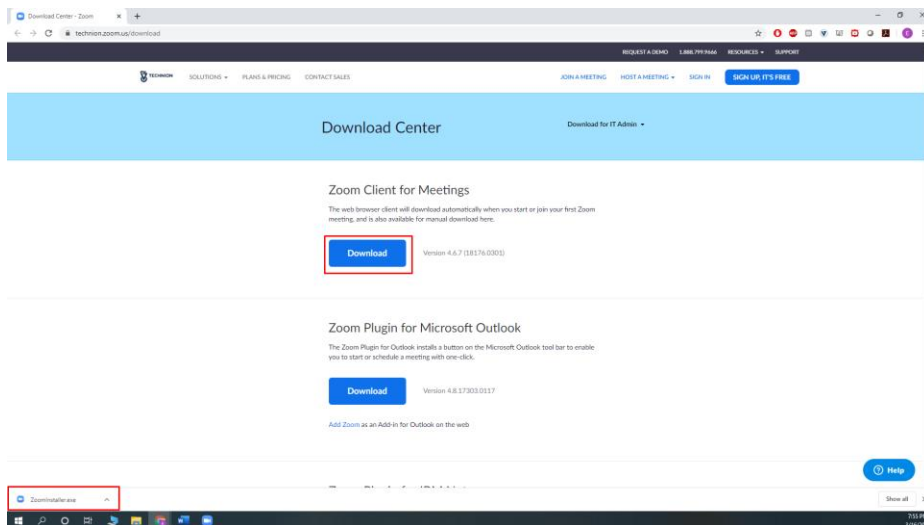 Download Center - Zoom
technion.zoom.us/download
REQUEST A DEMO 1.888.799.9666 RESOURCES SUPPORT
TECHNION SOLUTIONS PLANS & PRICING CONTACT SALES JOIN A MEETING HOST A MEETING SIGN IN SIGN UP, IT'S FREE
Download Center Download for IT Admin
Zoom Client for Meetings
The web browser client will download automatically when you start or join your first Zoom
meeting, and is also available for manual download here.
Download Version 4.6.7 (18176.0301)
Zoom Plugin for Microsoft Outlook
The Zoom Plugin for Outlook installs a button on the Microsoft Outlook tool bar to enable
you to start or schedule a meeting with one-click.
Download Version 4.8.17303.0117
Add Zoom as an Add-in for Outlook on the web
Help
ZoomInstaller.exe Show all